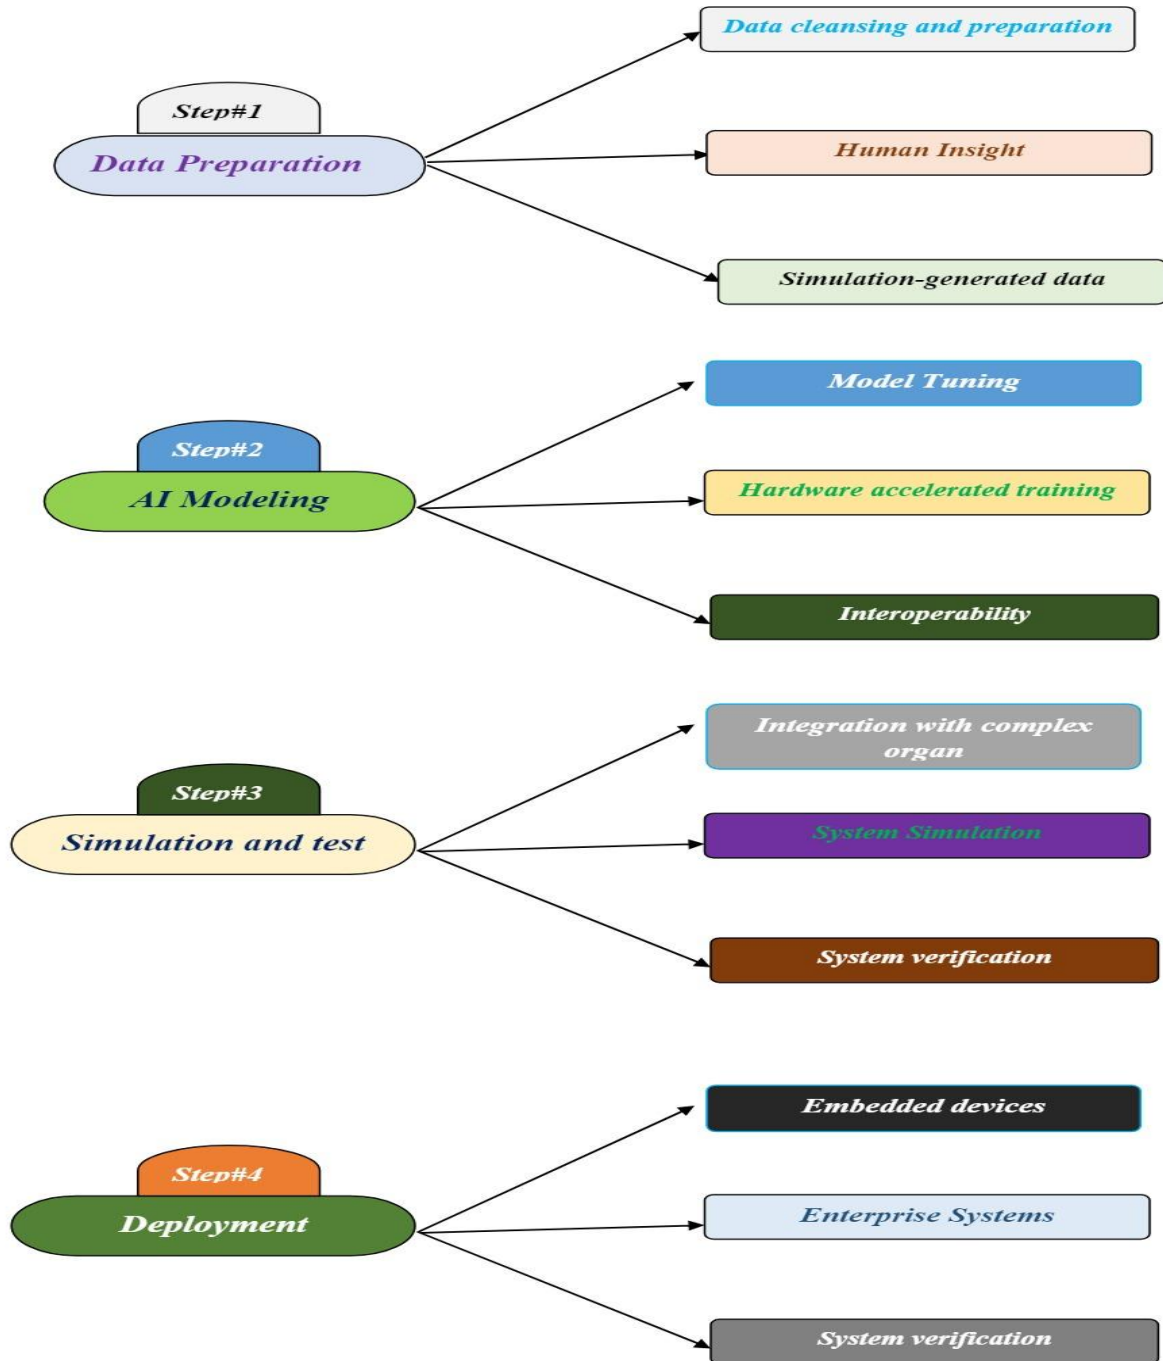 Data cleansing and preparation
Step#1
Data Preparation
Human Insight
Simulation-generated data
Model Tuning
Step#2
AI Modeling
Hardware accelerated training
Interoperability
Integration with complex
organ
Step#3
Simulation and test
System Simulation
System verification
Embedded devices
Step#4
Deployment
Enterprise Systems
System verification